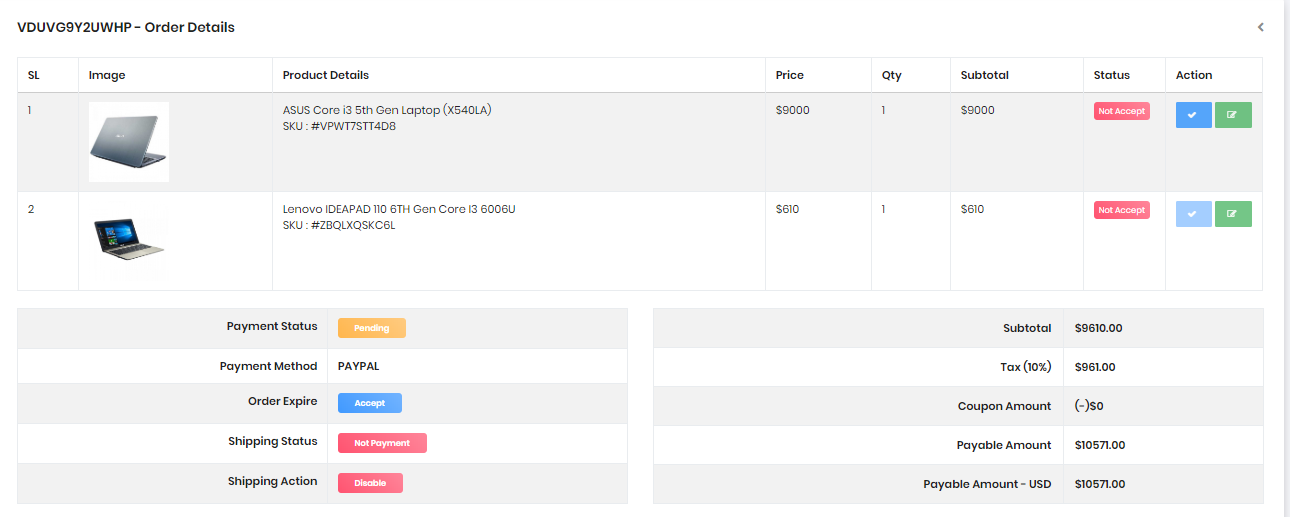 VDUVG9Y2UWHP - Order Details
SL Image Product Details Price Qty Subtotal Status Action
1 ASUS Core i3 5th Gen Laptop (X540LA) $9000 1 $9000 Not Accept
SKU : #VPWT7STT4D8
2 Lenovo IDEAPAD 110 6TH Gen Core I3 6006U $610 1 $610 Not Accept
SKU : #ZBQLXQSKC6L
Payment Status Pending
Payment Method PAYPAL
Order Expire Accept
Shipping Status Not Payment
Shipping Action Disable
Subtotal $9610.00
Tax (10%) $961.00
Coupon Amount (-)$0
Payable Amount $10571.00
Payable Amount - USD $10571.00